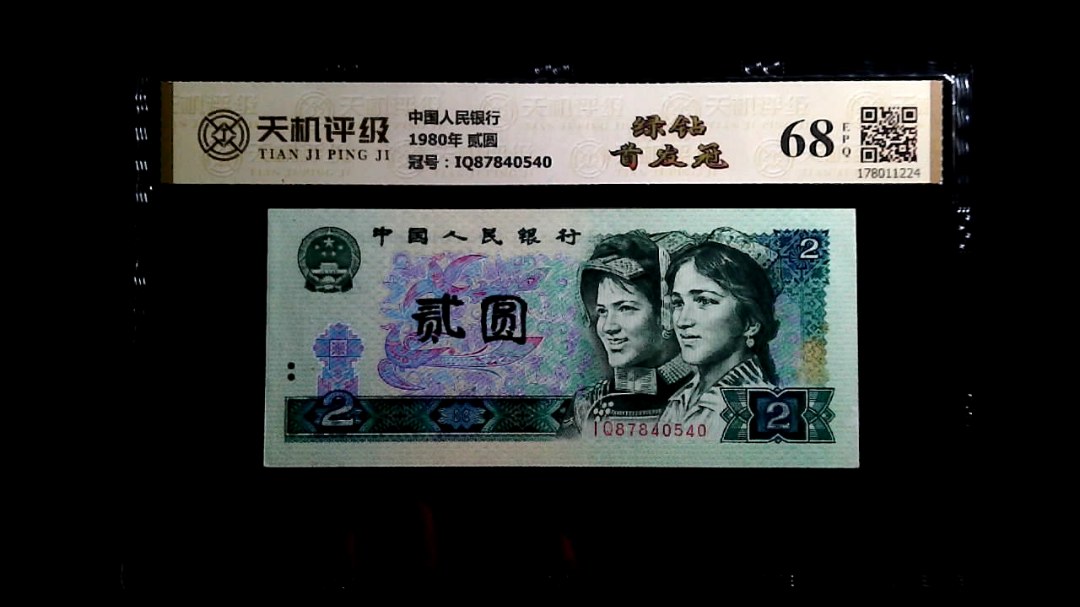 天机评级
TIAN JI PING JI
中国人民银行
1980年 贰圆
冠号：IQ87840540
绿钻
首发冠
68
EPQ
178011224
中国人民银行
2
贰圆
2
IQ87840540
2